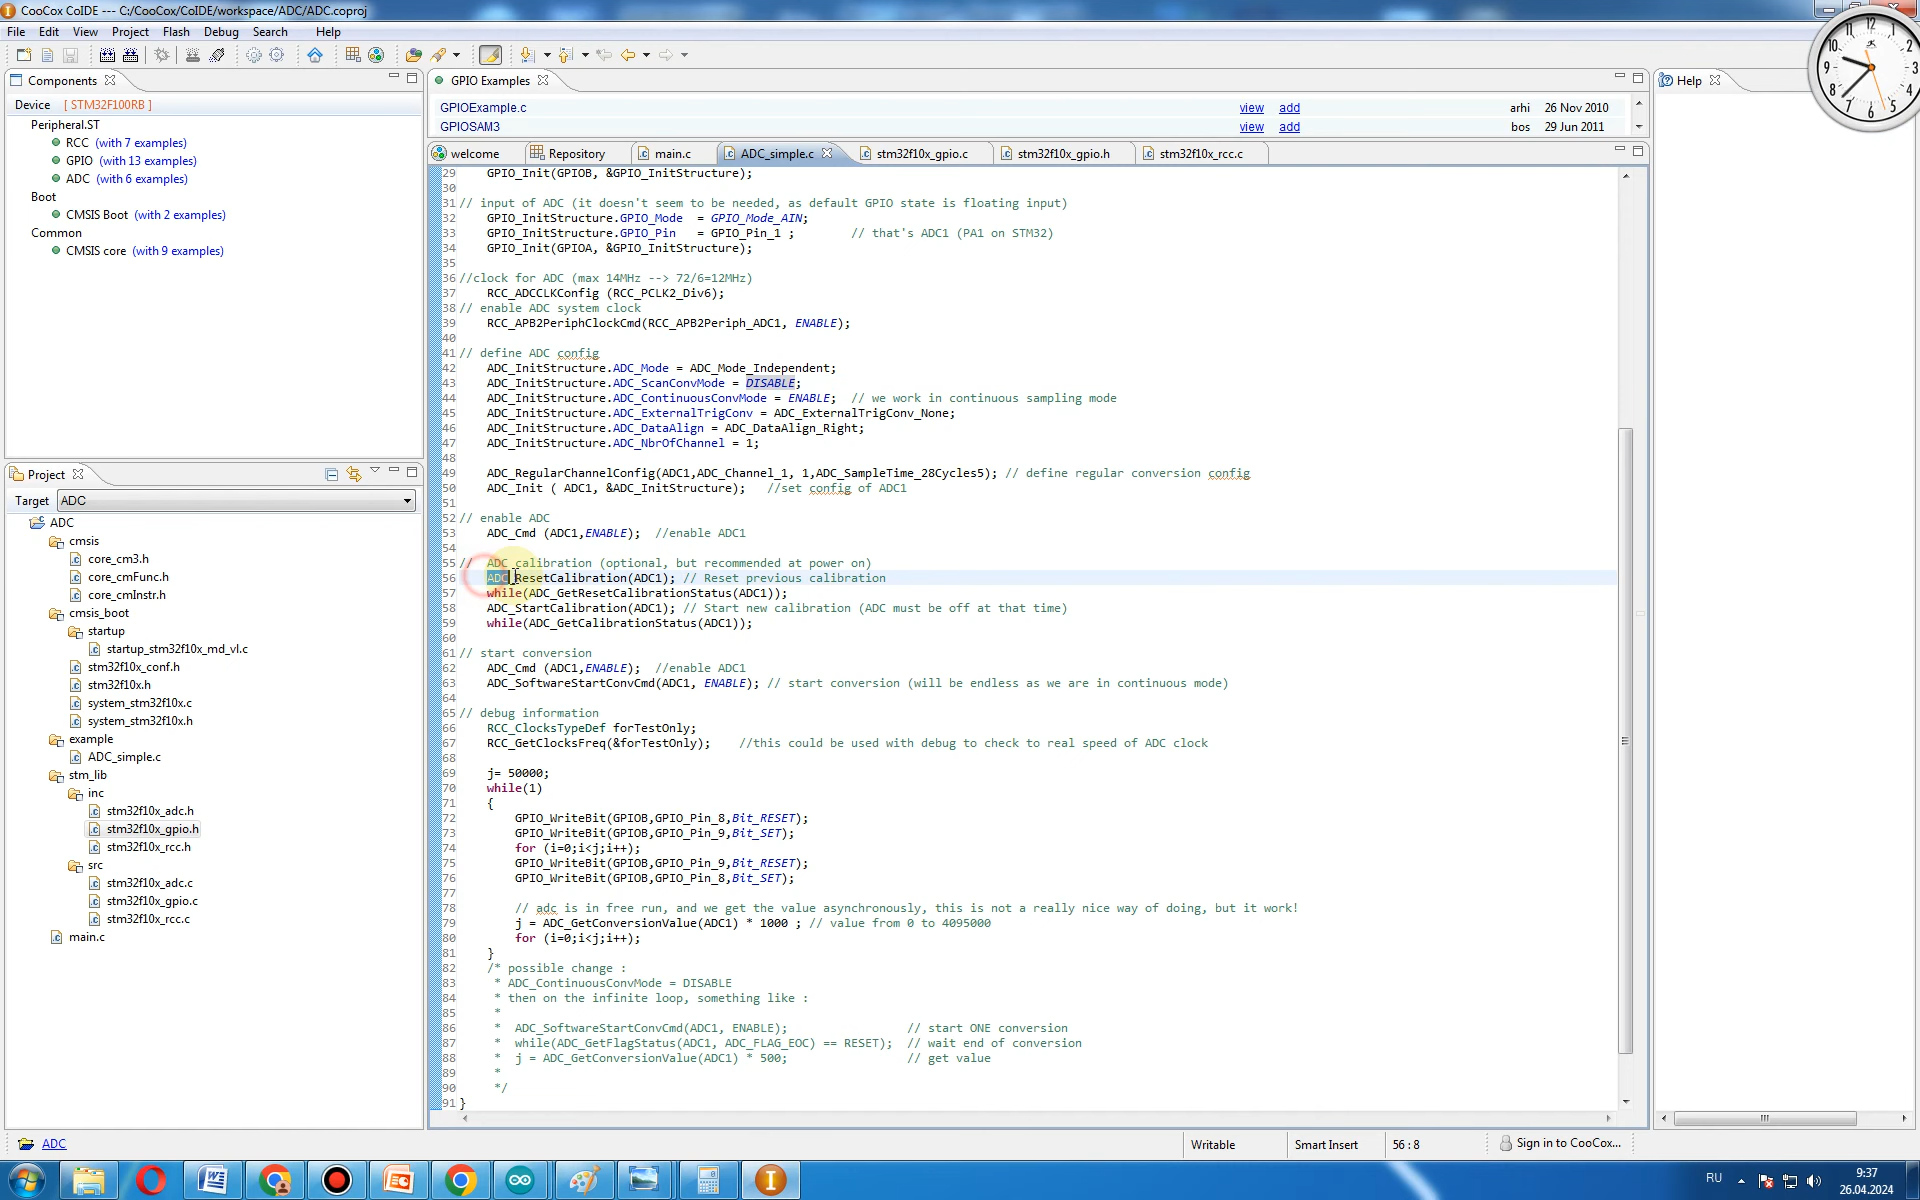 CooCox CoIDE --- C:/CooCox/CoIDE/workspace/ADC/ADC.coproj
File Edit View Project Flash Debug Search Help
Components
Device [ STM32F100RB ]
Peripheral.ST
RCC (with 7 examples)
GPIO (with 13 examples)
ADC (with 6 examples)
Boot
CMSIS Boot (with 2 examples)
Common
CMSIS core (with 9 examples)
Project
Target ADC
ADC
cmsis
core_cm3.h
core_cmFunc.h
core_cmInstr.h
cmsis_boot
startup
startup_stm32f10x_md_vl.c
stm32f10x_conf.h
stm32f10x.h
system_stm32f10x.c
system_stm32f10x.h
example
ADC_simple.c
stm_lib
inc
stm32f10x_adc.h
stm32f10x_gpio.h
stm32f10x_rcc.h
src
stm32f10x_adc.c
stm32f10x_gpio.c
stm32f10x_rcc.c
main.c
GPIO Examples
GPIOExample.c view add arhi 26 Nov 2010
GPIOSAM3 view add bos 29 Jun 2011
welcome Repository main.c ADC_simple.c stm32f10x_gpio.c stm32f10x_gpio.h stm32f10x_rcc.c
29 GPIO_Init(GPIOB, &GPIO_InitStructure);
30
31 // input of ADC (it doesn't seem to be needed, as default GPIO state is floating input)
32 GPIO_InitStructure.GPIO_Mode = GPIO_Mode_AIN;
33 GPIO_InitStructure.GPIO_Pin = GPIO_Pin_1 ; // that's ADC1 (PA1 on STM32)
34 GPIO_Init(GPIOA, &GPIO_InitStructure);
35
36 //clock for ADC (max 14MHz --> 72/6=12MHz)
37 RCC_ADCCLKConfig (RCC_PCLK2_Div6);
38 // enable ADC system clock
39 RCC_APB2PeriphClockCmd(RCC_APB2Periph_ADC1, ENABLE);
40
41 // define ADC config
42 ADC_InitStructure.ADC_Mode = ADC_Mode_Independent;
43 ADC_InitStructure.ADC_ScanConvMode = DISABLE;
44 ADC_InitStructure.ADC_ContinuousConvMode = ENABLE; // we work in continuous sampling mode
45 ADC_InitStructure.ADC_ExternalTrigConv = ADC_ExternalTrigConv_None;
46 ADC_InitStructure.ADC_DataAlign = ADC_DataAlign_Right;
47 ADC_InitStructure.ADC_NbrOfChannel = 1;
48
49 ADC_RegularChannelConfig(ADC1,ADC_Channel_1, 1,ADC_SampleTime_28Cycles5); // define regular conversion config
50 ADC_Init ( ADC1, &ADC_InitStructure); //set config of ADC1
51
52 // enable ADC
53 ADC_Cmd (ADC1,ENABLE); //enable ADC1
54
55 // ADC calibration (optional, but recommended at power on)
56 ADC_ResetCalibration(ADC1); // Reset previous calibration
57 while(ADC_GetResetCalibrationStatus(ADC1));
58 ADC_StartCalibration(ADC1); // Start new calibration (ADC must be off at that time)
59 while(ADC_GetCalibrationStatus(ADC1));
60
61 // start conversion
62 ADC_Cmd (ADC1,ENABLE); //enable ADC1
63 ADC_SoftwareStartConvCmd(ADC1, ENABLE); // start conversion (will be endless as we are in continuous mode)
64
65 // debug information
66 RCC_ClocksTypeDef forTestOnly;
67 RCC_GetClocksFreq(&forTestOnly); //this could be used with debug to check to real speed of ADC clock
68
69 j= 50000;
70 while(1)
71 {
72 GPIO_WriteBit(GPIOB,GPIO_Pin_8,Bit_RESET);
73 GPIO_WriteBit(GPIOB,GPIO_Pin_9,Bit_SET);
74 for (i=0;i<j;i++);
75 GPIO_WriteBit(GPIOB,GPIO_Pin_9,Bit_RESET);
76 GPIO_WriteBit(GPIOB,GPIO_Pin_8,Bit_SET);
77
78 // adc is in free run, and we get the value asynchronously, this is not a really nice way of doing, but it work!
79 j = ADC_GetConversionValue(ADC1) * 1000 ; // value from 0 to 4095000
80 for (i=0;i<j;i++);
81 }
82 /* possible change :
83 * ADC_ContinuousConvMode = DISABLE
84 * then on the infinite loop, something like :
85 *
86 * ADC_SoftwareStartConvCmd(ADC1, ENABLE); // start ONE conversion
87 * while(ADC_GetFlagStatus(ADC1, ADC_FLAG_EOC) == RESET); // wait end of conversion
88 * j = ADC_GetConversionValue(ADC1) * 500; // get value
89 *
90 */
91 }
Help
12 1 2 3 4 5 6 7 8 9 10
ADC Writable Smart Insert 56 : 8 Sign in to CooCox...
RU 9:37
26.04.2024